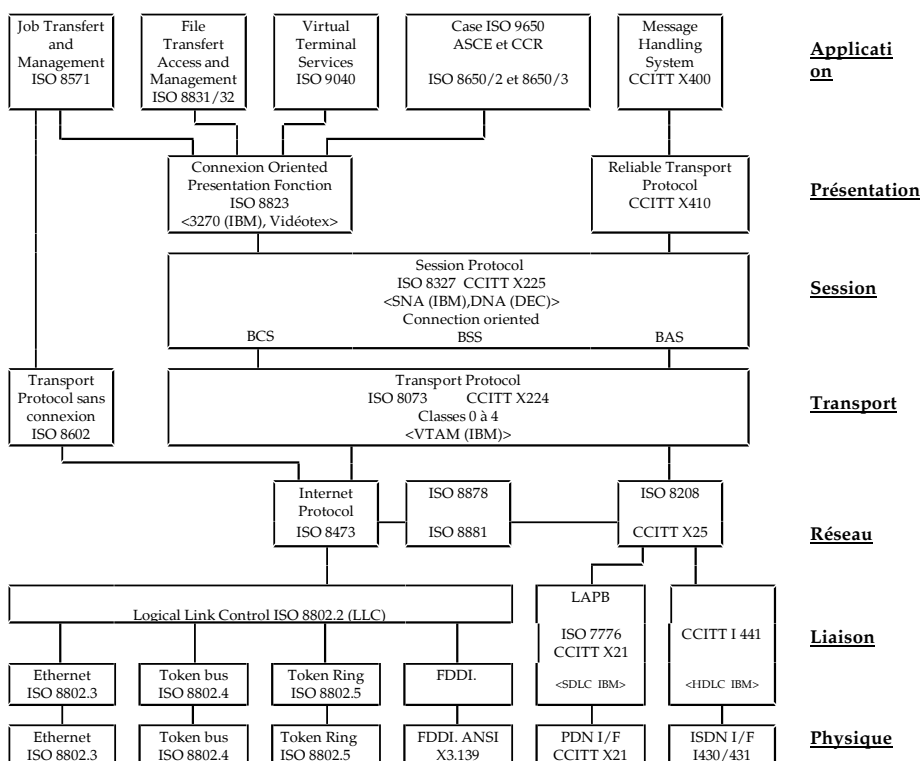 Job Transfert
and
Management
ISO 8571
File
Transfert
Access and
Management
ISO 8831/32
Virtual
Terminal
Services
ISO 9040
Case ISO 9650
ASCE et CCR
ISO 8650/2 et 8650/3
Message
Handling
System
CCITT X400
Applicati
on
Connexion Oriented
Presentation Fonction
ISO 8823
<3270 (IBM), Vidéotex>
Reliable Transport
Protocol
CCITT X410
Présentation
Session Protocol
ISO 8327 CCITT X225
<SNA (IBM),DNA (DEC)>
Connection oriented
BCS BSS BAS
Session
Transport
Protocol sans
connexion
ISO 8602
Transport Protocol
ISO 8073 CCITT X224
Classes 0 à 4
<VTAM (IBM)>
Transport
Internet
Protocol
ISO 8473
ISO 8878
ISO 8881
ISO 8208
CCITT X25
Réseau
Logical Link Control ISO 8802.2 (LLC)
LAPB
ISO 7776
CCITT X21
<SDLC IBM>
CCITT I 441
<HDLC IBM>
Liaison
Ethernet
ISO 8802.3
Token bus
ISO 8802.4
Token Ring
ISO 8802.5
FDDI.
Ethernet
ISO 8802.3
Token bus
ISO 8802.4
Token Ring
ISO 8802.5
FDDI. ANSI
X3.139
PDN I/F
CCITT X21
ISDN I/F
I430/431
Physique